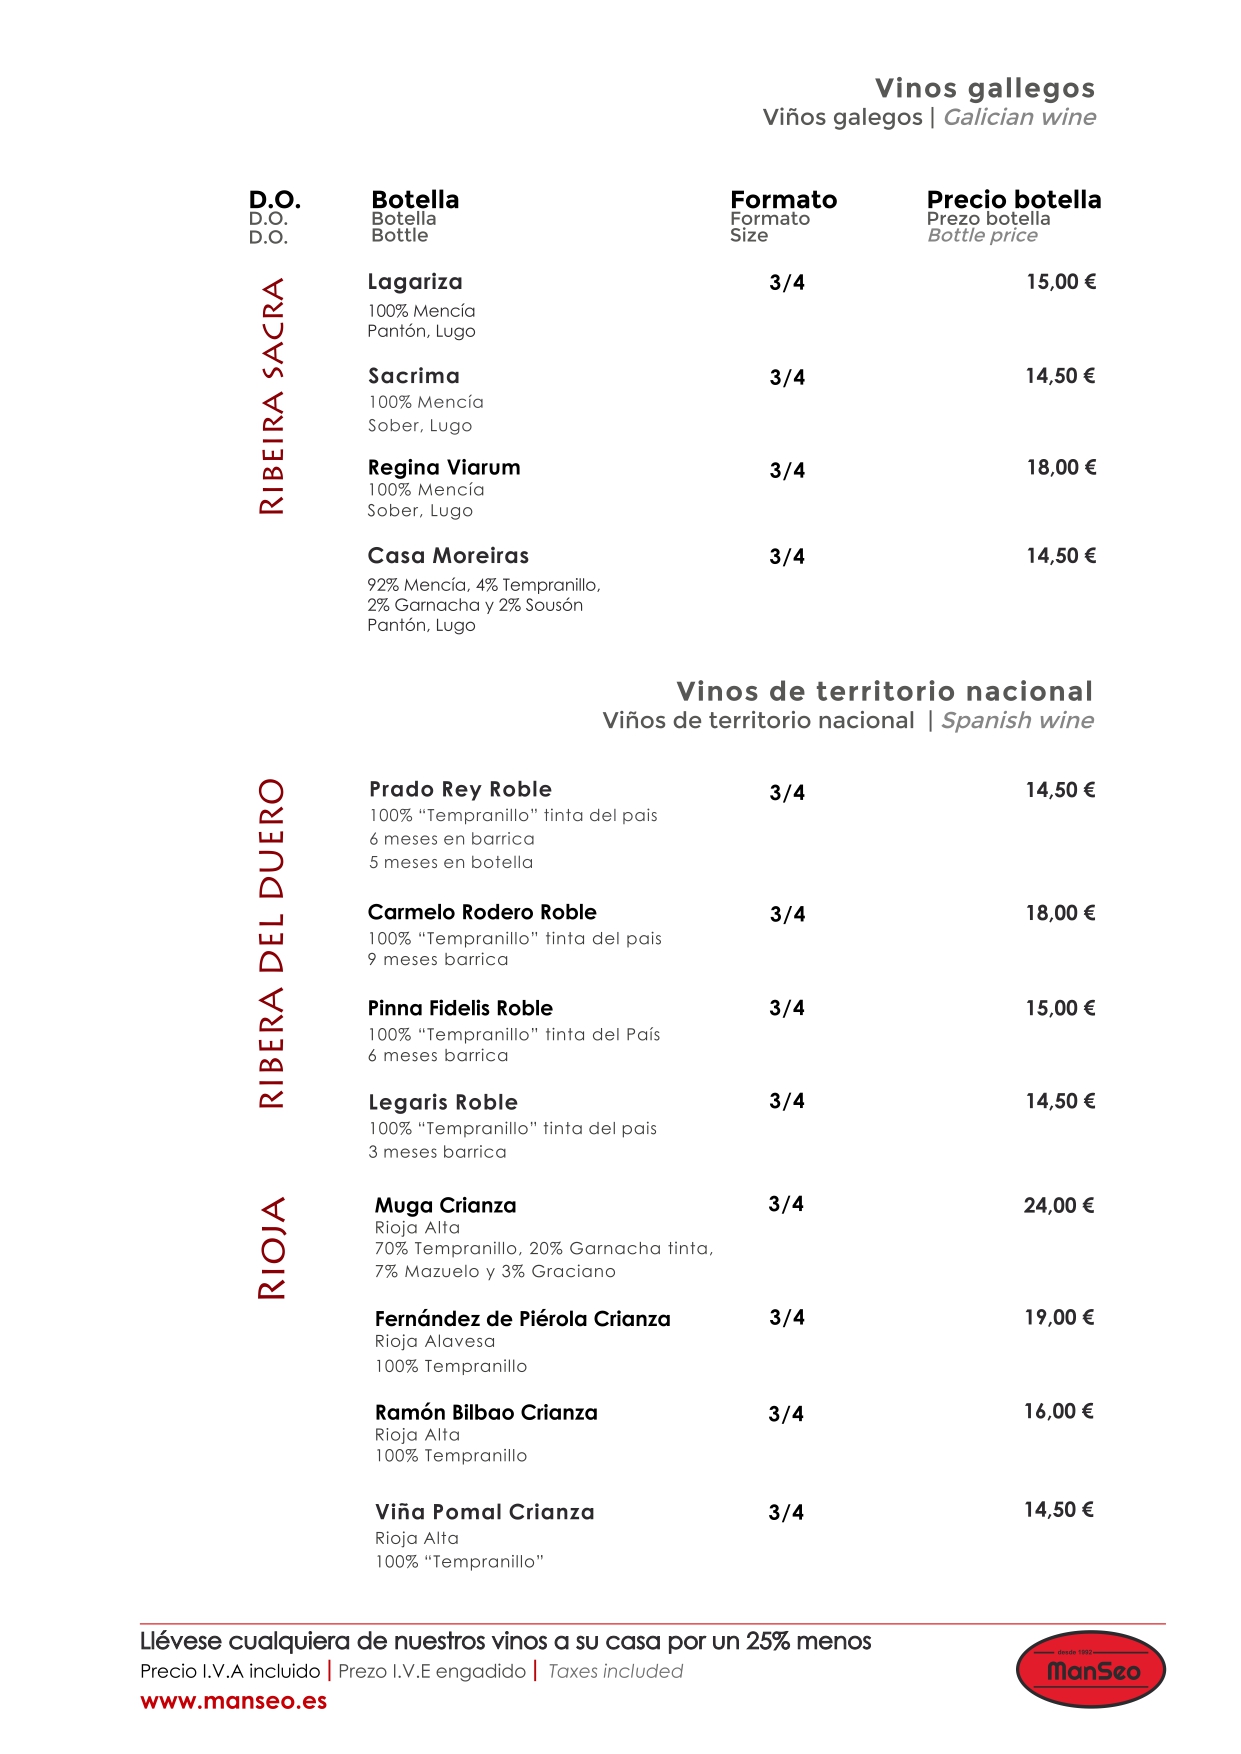 Vinos gallegos
Viños galegos | Galician wine
D.O. Botella Formato Precio botella
D.O. Botella Formato Prezo botella
D.O. Bottle Size Bottle price
RIBEIRA SACRA
Lagariza 3/4 15,00 €
100% Mencía
Pantón, Lugo
Sacrima 3/4 14,50 €
100% Mencía
Sober, Lugo
Regina Viarum 3/4 18,00 €
100% Mencía
Sober, Lugo
Casa Moreiras 3/4 14,50 €
92% Mencía, 4% Tempranillo,
2% Garnacha y 2% Sousón
Pantón, Lugo
Vinos de territorio nacional
Viños de territorio nacional | Spanish wine
RIBERA DEL DUERO
Prado Rey Roble 3/4 14,50 €
100% “Tempranillo” tinta del pais
6 meses en barrica
5 meses en botella
Carmelo Rodero Roble 3/4 18,00 €
100% “Tempranillo” tinta del pais
9 meses barrica
Pinna Fidelis Roble 3/4 15,00 €
100% “Tempranillo” tinta del País
6 meses barrica
Legaris Roble 3/4 14,50 €
100% “Tempranillo” tinta del pais
3 meses barrica
RIOJA
Muga Crianza 3/4 24,00 €
Rioja Alta
70% Tempranillo, 20% Garnacha tinta,
7% Mazuelo y 3% Graciano
Fernández de Piérola Crianza 3/4 19,00 €
Rioja Alavesa
100% Tempranillo
Ramón Bilbao Crianza 3/4 16,00 €
Rioja Alta
100% Tempranillo
Viña Pomal Crianza 3/4 14,50 €
Rioja Alta
100% “Tempranillo”
Llévese cualquiera de nuestros vinos a su casa por un 25% menos
Precio I.V.A incluido | Prezo I.V.E engadido | Taxes included
www.manseo.es
desde 1992
ManSeo